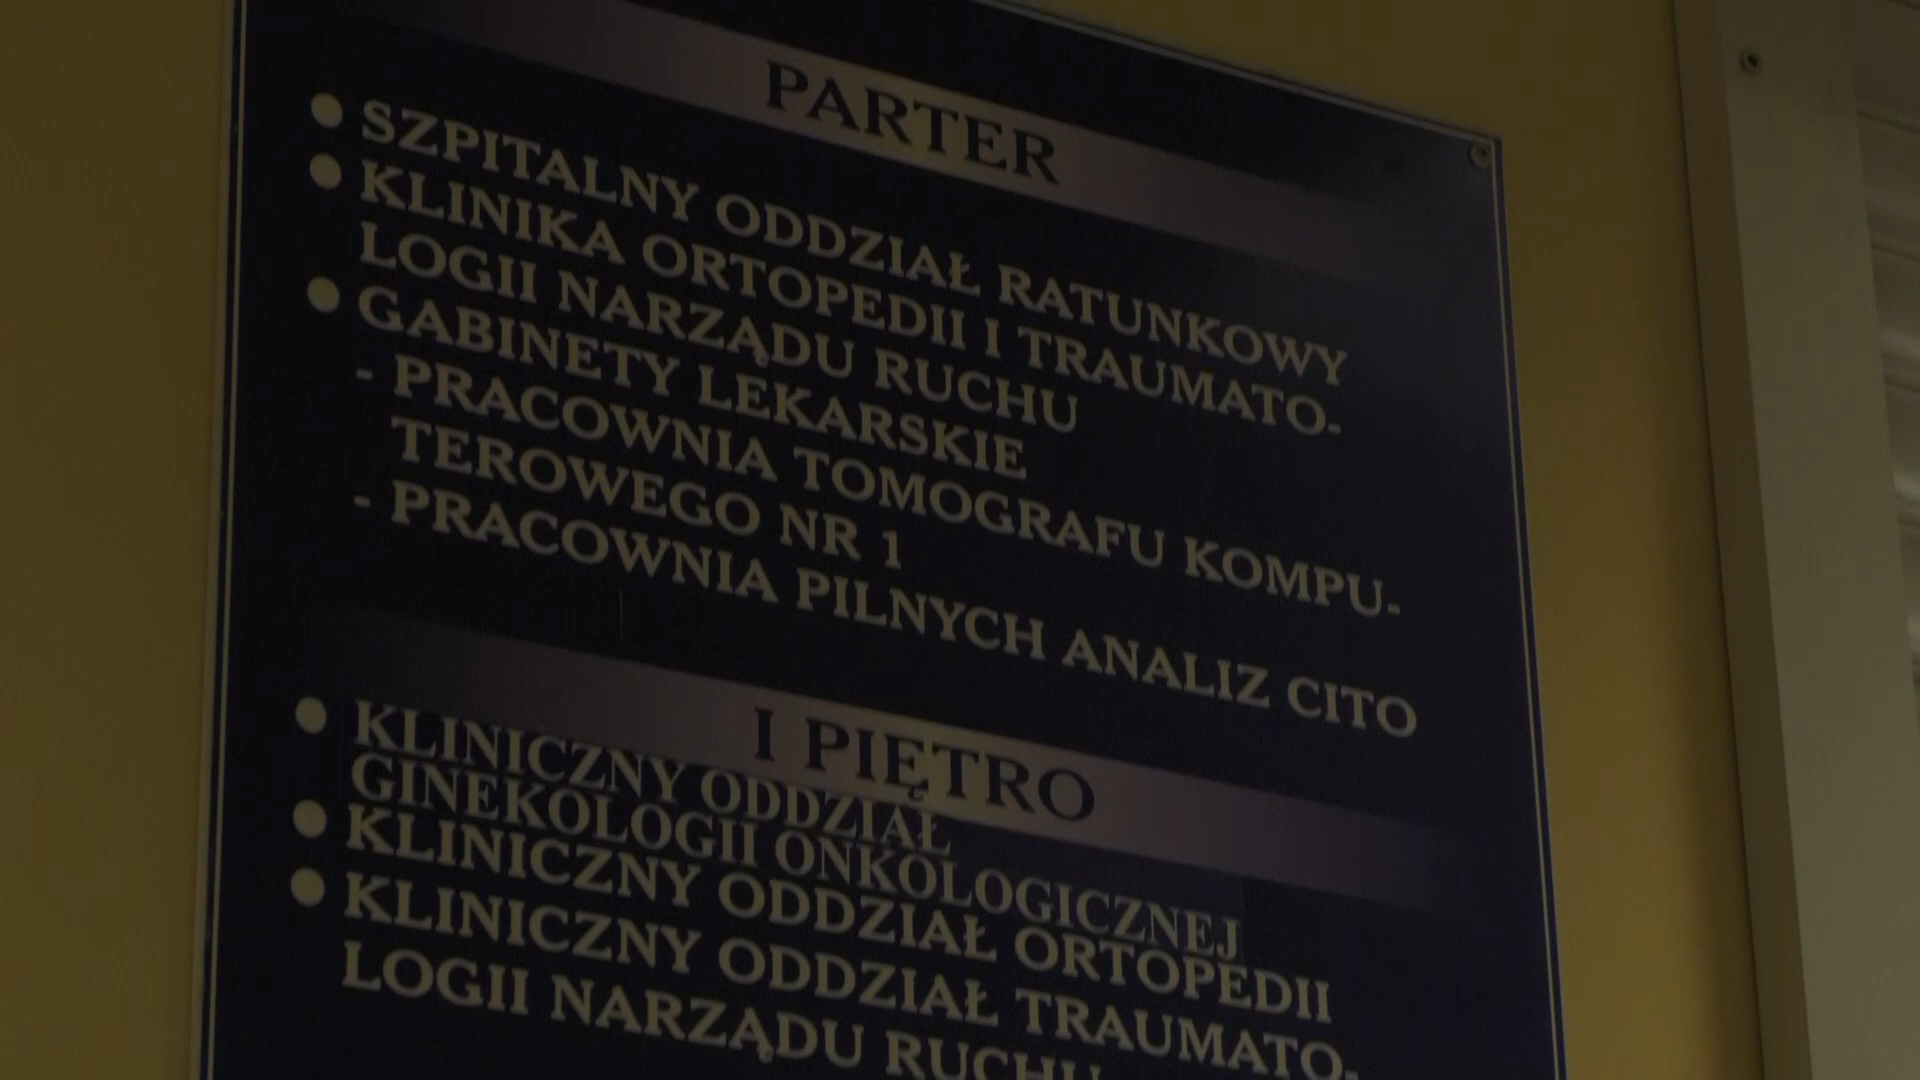 PARTER
● SZPITALNY ODDZIAŁ RATUNKOWY
● KLINIKA ORTOPEDII I TRAUMATO-
LOGII NARZĄDU RUCHU
● GABINETY LEKARSKIE
- PRACOWNIA TOMOGRAFU KOMPU-
TEROWEGO NR 1
- PRACOWNIA PILNYCH ANALIZ CITO
I PIĘTRO
● KLINICZNY ODDZIAŁ
GINEKOLOGII ONKOLOGICZNEJ
● KLINICZNY ODDZIAŁ ORTOPEDII
● KLINICZNY ODDZIAŁ TRAUMATO-
LOGII NARZĄDU RUCHU